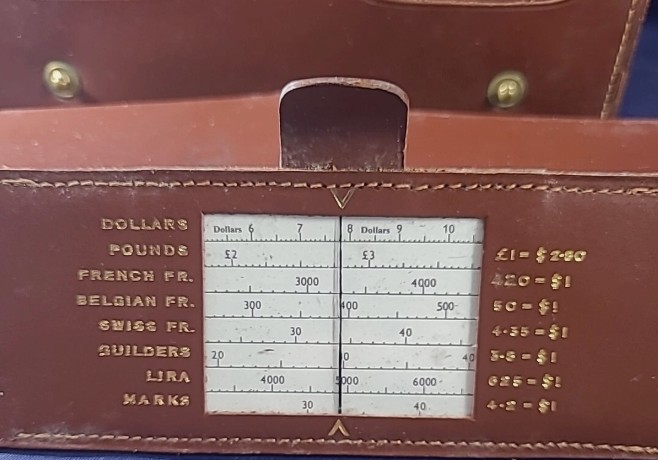 DOLLARS Dollars 6 7 8 Dollars 9 10
POUNDS £2 £3 £1 = $2·80
FRENCH FR. 3000 4000 420 = $1
BELGIAN FR. 300 400 500 50 = $1
SWISS FR. 30 40 4·35 = $1
GUILDERS 20 30 40 3·8 = $1
LIRA 4000 5000 6000 625 = $1
MARKS 30 40 4·2 = $1